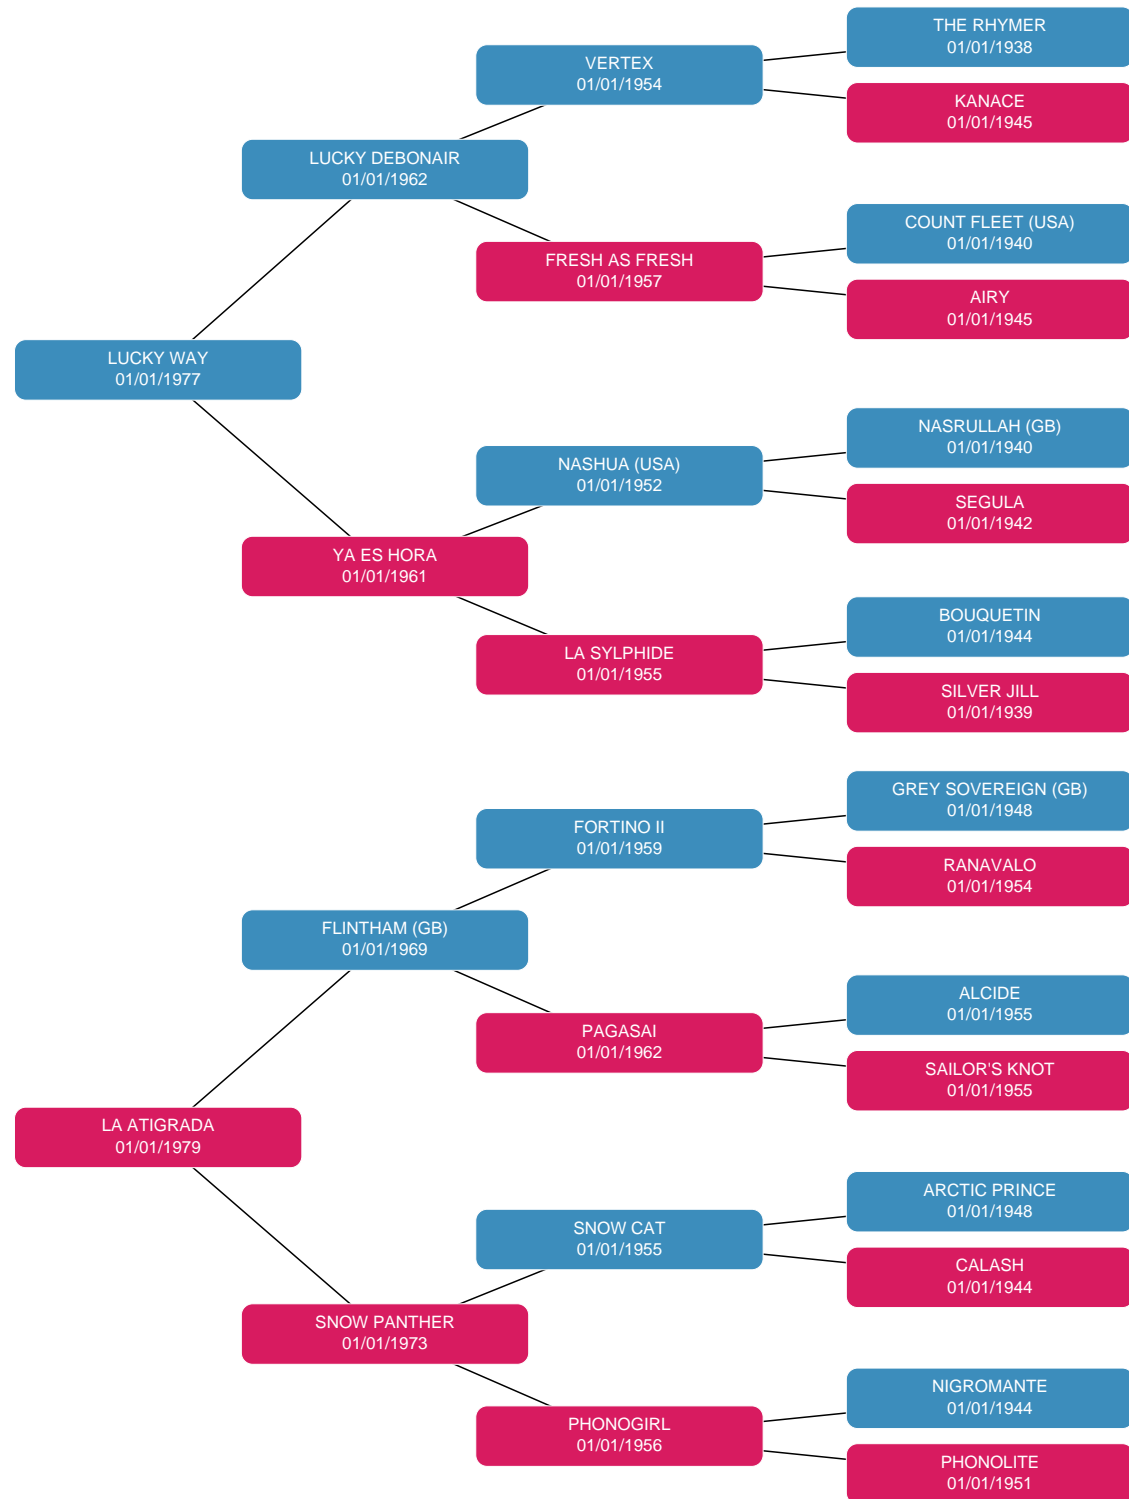 THE RHYMER
01/01/1938
VERTEX
01/01/1954
KANACE
01/01/1945
LUCKY DEBONAIR
01/01/1962
COUNT FLEET (USA)
01/01/1940
FRESH AS FRESH
01/01/1957
AIRY
01/01/1945
LUCKY WAY
01/01/1977
NASRULLAH (GB)
01/01/1940
NASHUA (USA)
01/01/1952
SEGULA
01/01/1942
YA ES HORA
01/01/1961
BOUQUETIN
01/01/1944
LA SYLPHIDE
01/01/1955
SILVER JILL
01/01/1939
GREY SOVEREIGN (GB)
01/01/1948
FORTINO II
01/01/1959
RANAVALO
01/01/1954
FLINTHAM (GB)
01/01/1969
ALCIDE
01/01/1955
PAGASAI
01/01/1962
SAILOR'S KNOT
01/01/1955
LA ATIGRADA
01/01/1979
ARCTIC PRINCE
01/01/1948
SNOW CAT
01/01/1955
CALASH
01/01/1944
SNOW PANTHER
01/01/1973
NIGROMANTE
01/01/1944
PHONOGIRL
01/01/1956
PHONOLITE
01/01/1951